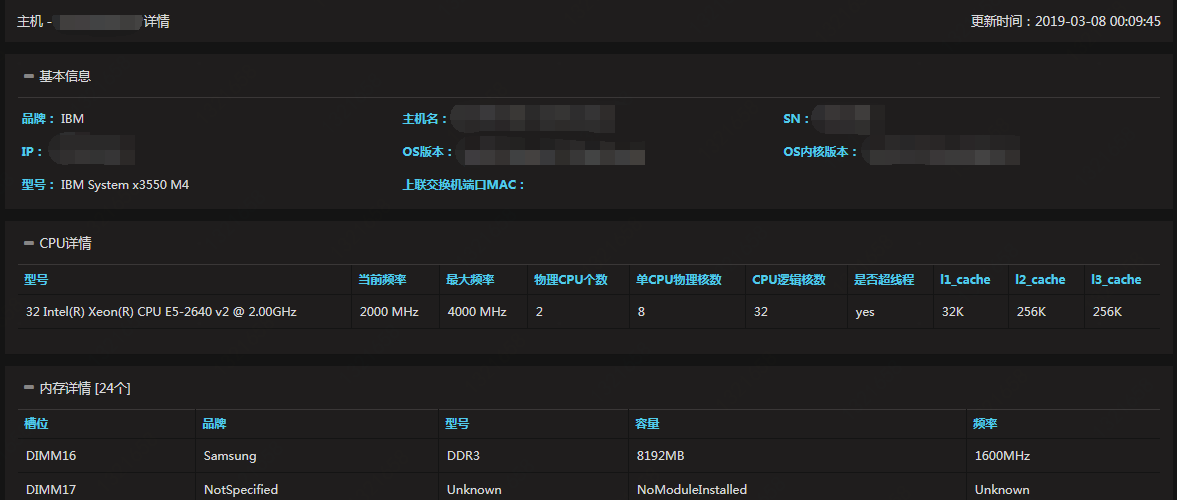 主机 - 详情 更新时间：2019-03-08 00:09:45
基本信息
品牌： IBM 主机名： SN：
IP： OS版本： OS内核版本：
型号： IBM System x3550 M4 上联交换机端口MAC：
CPU详情
型号 当前频率 最大频率 物理CPU个数 单CPU物理核数 CPU逻辑核数 是否超线程 l1_cache l2_cache l3_cache
32 Intel(R) Xeon(R) CPU E5-2640 v2 @ 2.00GHz 2000 MHz 4000 MHz 2 8 32 yes 32K 256K 256K
内存详情 [24个]
槽位 品牌 型号 容量 频率
DIMM16 Samsung DDR3 8192MB 1600MHz
DIMM17 NotSpecified Unknown NoModuleInstalled Unknown